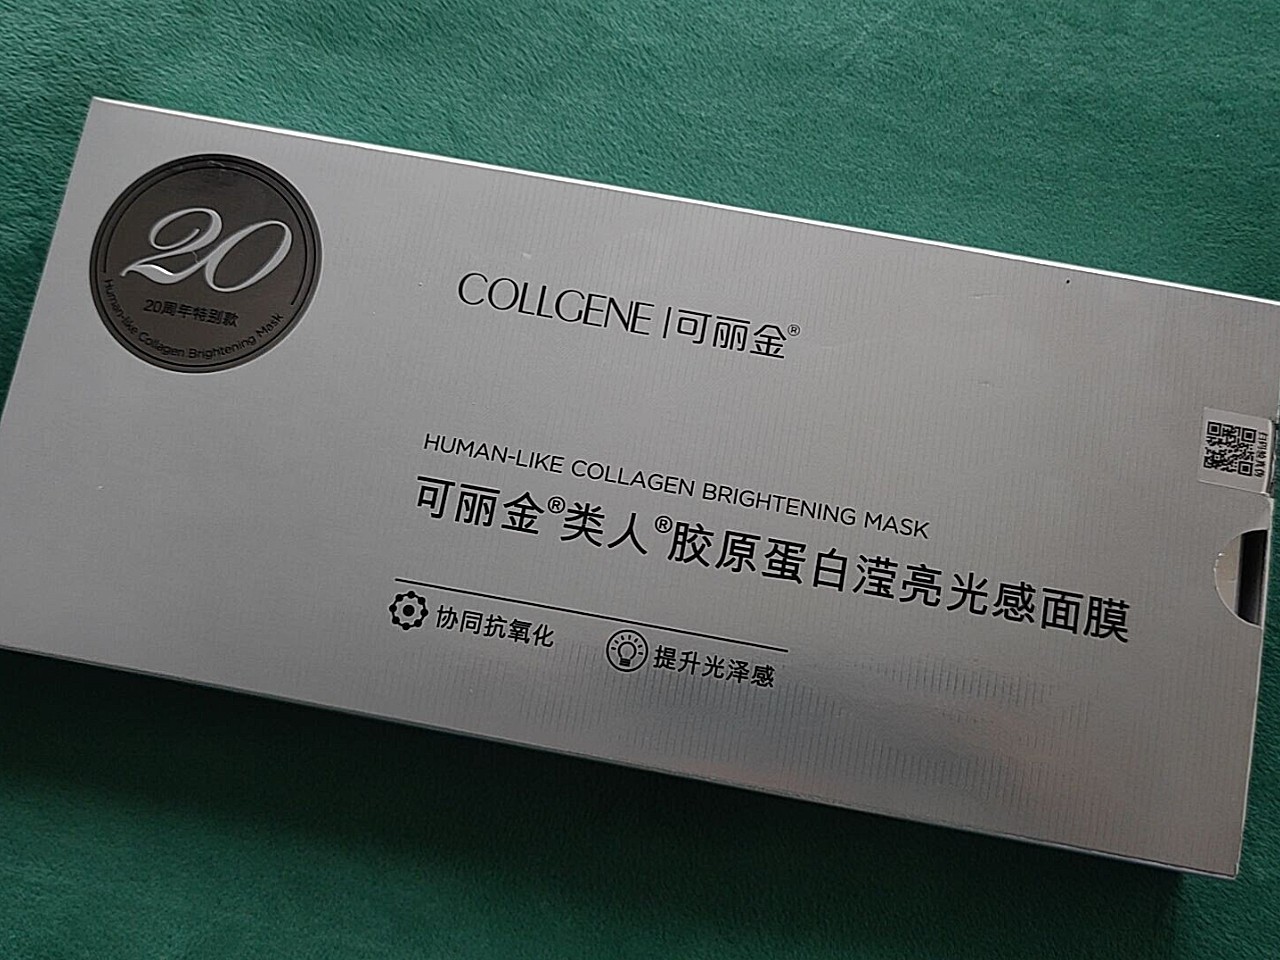 20
20周年特别款
Human-like Collagen Brightening Mask
COLLGENE | 可丽金®
HUMAN-LIKE COLLAGEN BRIGHTENING MASK
可丽金®类人®胶原蛋白滢亮光感面膜
协同抗氧化
提升光泽感